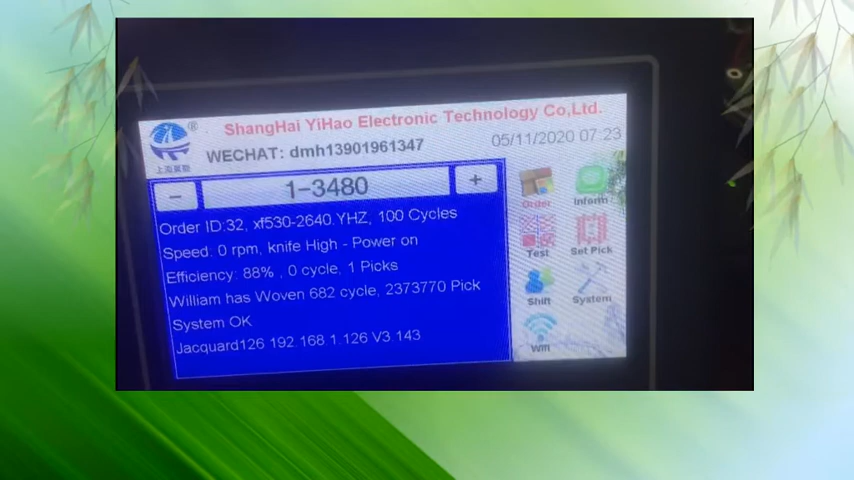 ShangHai YiHao Electronic Technology Co,Ltd.
®
WECHAT: dmh13901961347
05/11/2020 07:23
−
1-3480
+
Order ID:32, xf530-2640.YHZ, 100 Cycles
Speed: 0 rpm, knife High - Power on
Efficiency: 88% , 0 cycle, 1 Picks
William has Woven 682 cycle, 2373770 Pick
System OK
Jacquard126 192.168.1.126 V3.143
Order
Inform
Test
Set Pick
Shift
System
Wifi